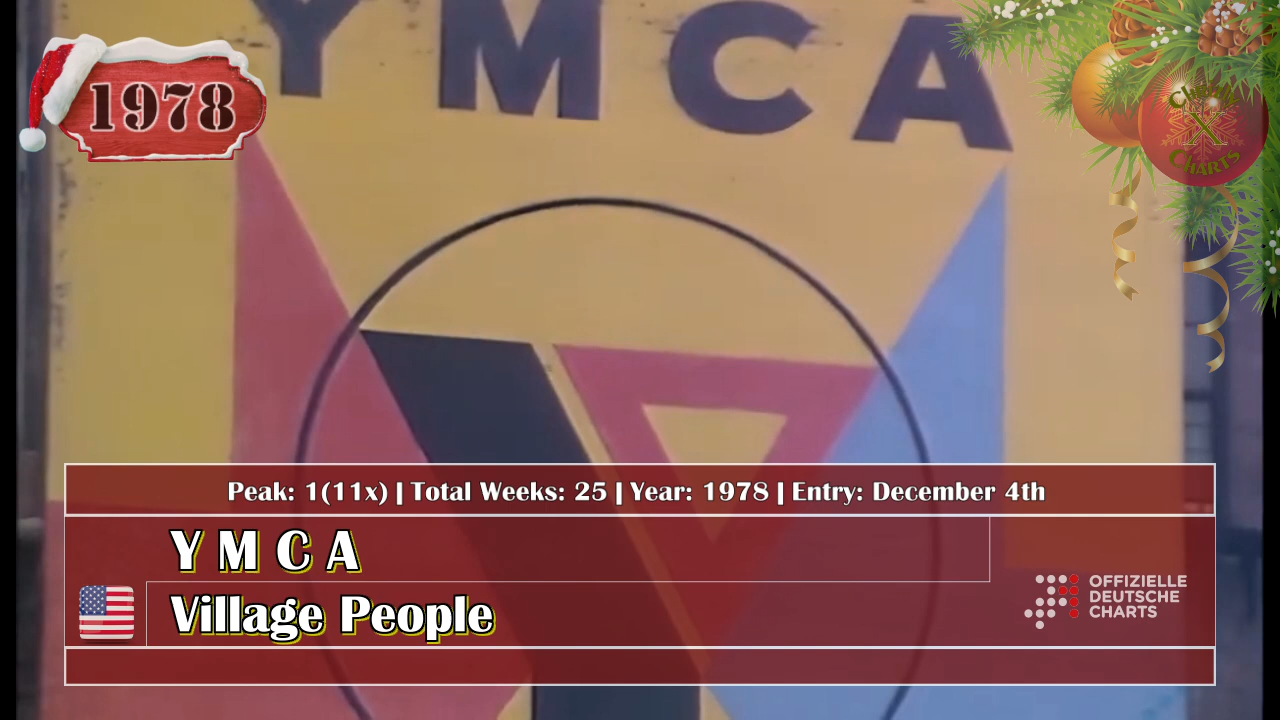 YMCA
1978
Charts
X
Charts
Peak: 1(11x) | Total Weeks: 25 | Year: 1978 | Entry: December 4th
Y M C A
Village People
OFFIZIELLE
DEUTSCHE
CHARTS